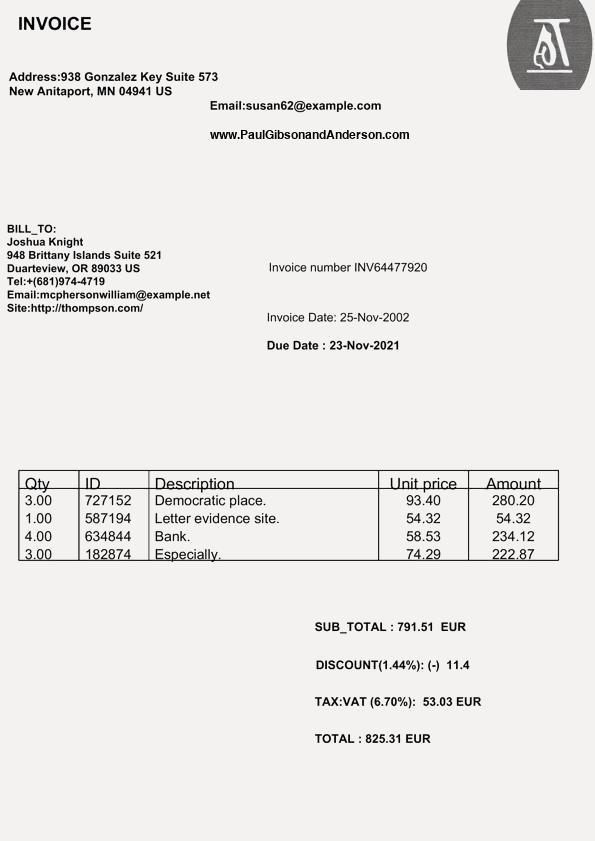 INVOICE
Address:938 Gonzalez Key Suite 573
New Anitaport, MN 04941 US
Email:susan62@example.com
www.PaulGibsonandAnderson.com
BILL_TO:
Joshua Knight
948 Brittany Islands Suite 521
Duarteview, OR 89033 US
Tel:+(681)974-4719
Email:mcphersonwilliam@example.net
Site:http://thompson.com/
Invoice number INV64477920
Invoice Date: 25-Nov-2002
Due Date : 23-Nov-2021
Qty ID Description Unit price Amount
3.00 727152 Democratic place. 93.40 280.20
1.00 587194 Letter evidence site. 54.32 54.32
4.00 634844 Bank. 58.53 234.12
3.00 182874 Especially. 74.29 222.87
SUB_TOTAL : 791.51 EUR
DISCOUNT(1.44%): (-) 11.4
TAX:VAT (6.70%): 53.03 EUR
TOTAL : 825.31 EUR